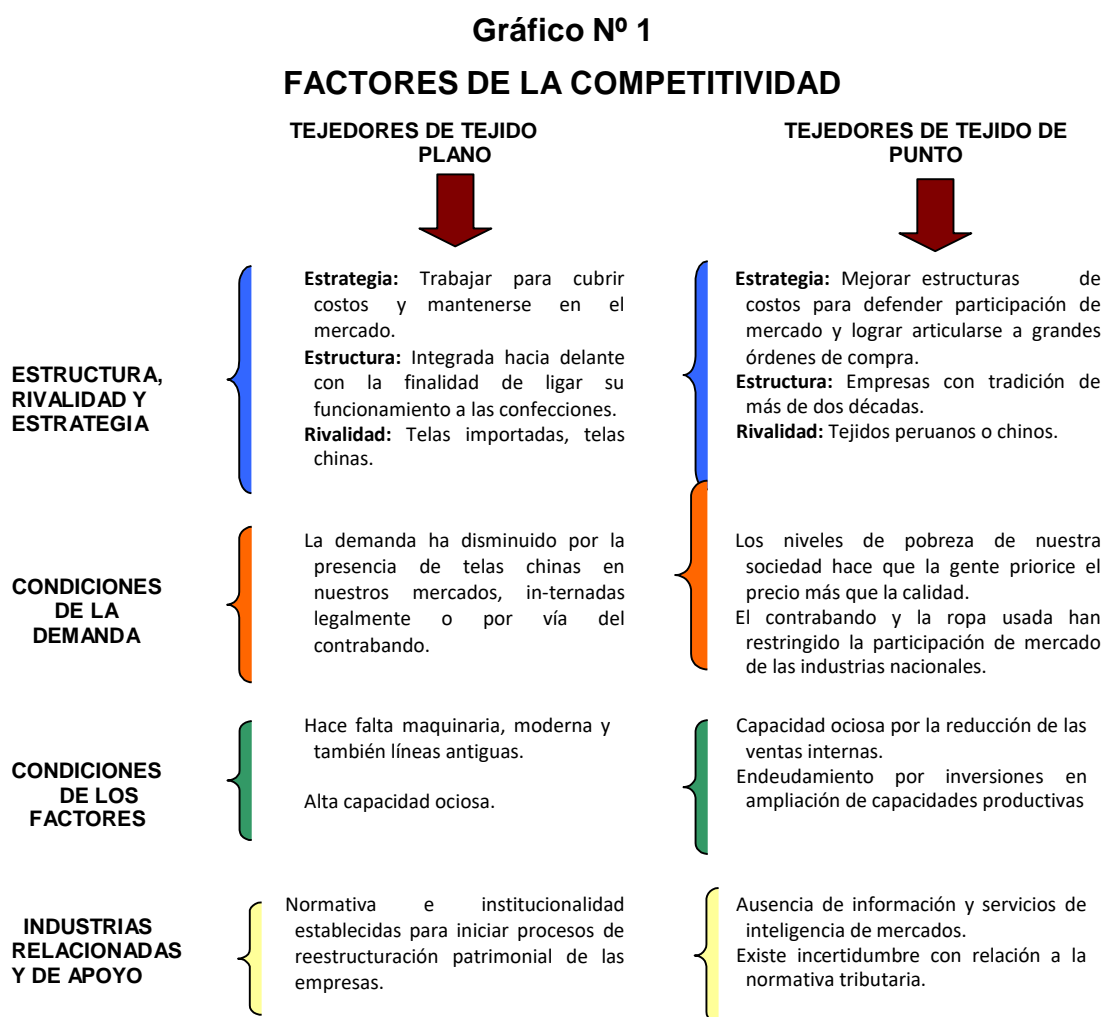 Gráfico Nº 1
FACTORES DE LA COMPETITIVIDAD
TEJEDORES DE TEJIDO
PLANO
TEJEDORES DE TEJIDO DE
PUNTO
ESTRUCTURA,
RIVALIDAD Y
ESTRATEGIA
Estrategia: Trabajar para cubrir
costos y mantenerse en el
mercado.
Estructura: Integrada hacia delante
con la finalidad de ligar su
funcionamiento a las confecciones.
Rivalidad: Telas importadas, telas
chinas.
Estrategia: Mejorar estructuras de
costos para defender participación de
mercado y lograr articularse a grandes
órdenes de compra.
Estructura: Empresas con tradición de
más de dos décadas.
Rivalidad: Tejidos peruanos o chinos.
CONDICIONES
DE LA
DEMANDA
La demanda ha disminuido por la
presencia de telas chinas en
nuestros mercados, in-ternadas
legalmente o por vía del
contrabando.
Los niveles de pobreza de nuestra
sociedad hace que la gente priorice el
precio más que la calidad.
El contrabando y la ropa usada han
restringido la participación de mercado
de las industrias nacionales.
CONDICIONES
DE LOS
FACTORES
Hace falta maquinaria, moderna y
también líneas antiguas.
Alta capacidad ociosa.
Capacidad ociosa por la reducción de las
ventas internas.
Endeudamiento por inversiones en
ampliación de capacidades productivas
INDUSTRIAS
RELACIONADAS
Y DE APOYO
Normativa e institucionalidad
establecidas para iniciar procesos de
reestructuración patrimonial de las
empresas.
Ausencia de información y servicios de
inteligencia de mercados.
Existe incertidumbre con relación a la
normativa tributaria.